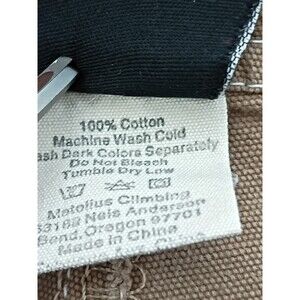 100% Cotton
Machine Wash Cold
ash Dark Colors Separately
Do Not Bleach
Tumble Dry Low
Metolius Climbing
63189 Nels Anderson
Bend, Oregon 97701
Made in China